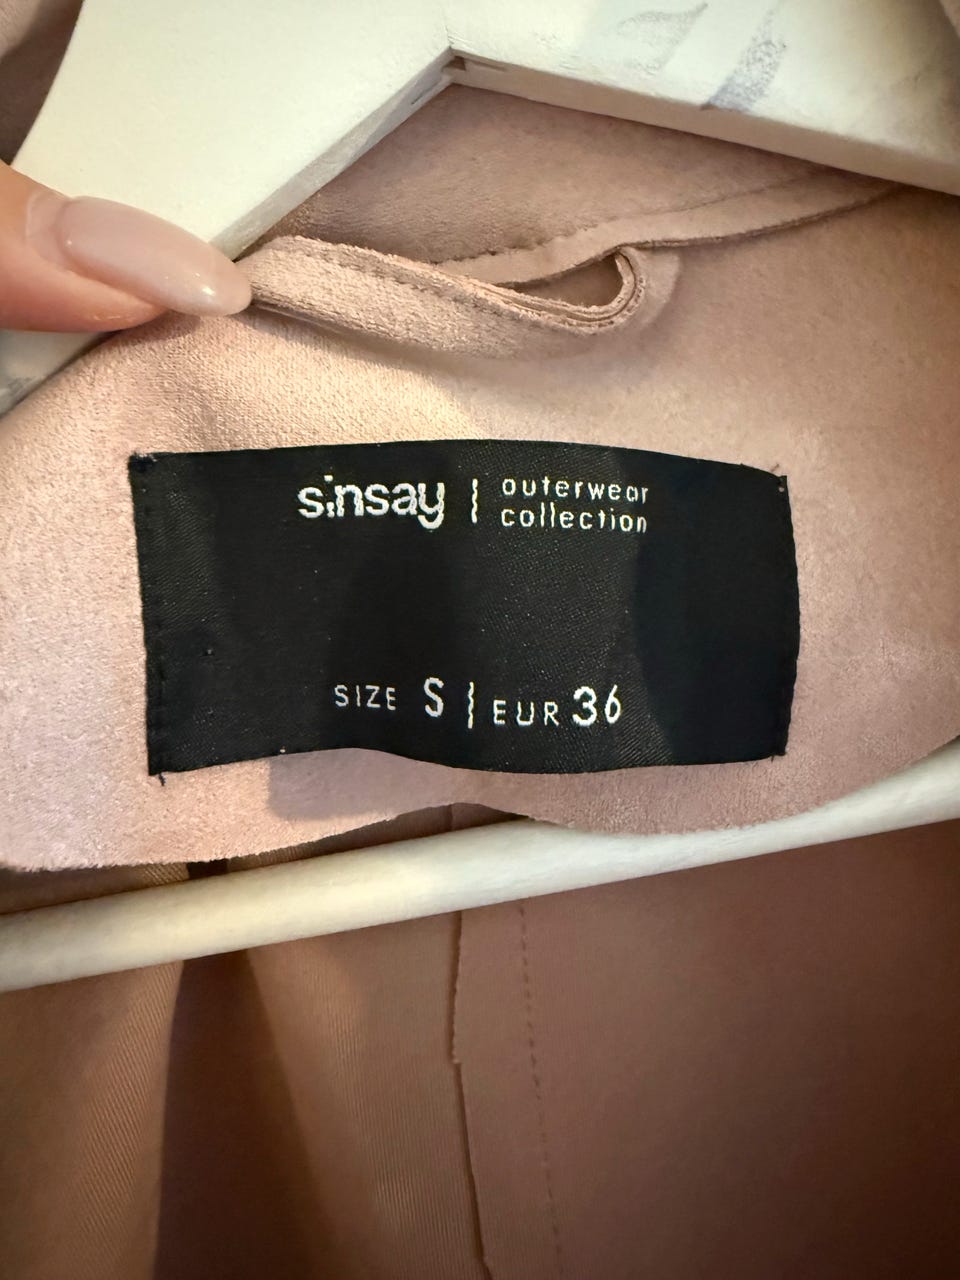 sinsay | outerwear
collection
SIZE S | EUR 36